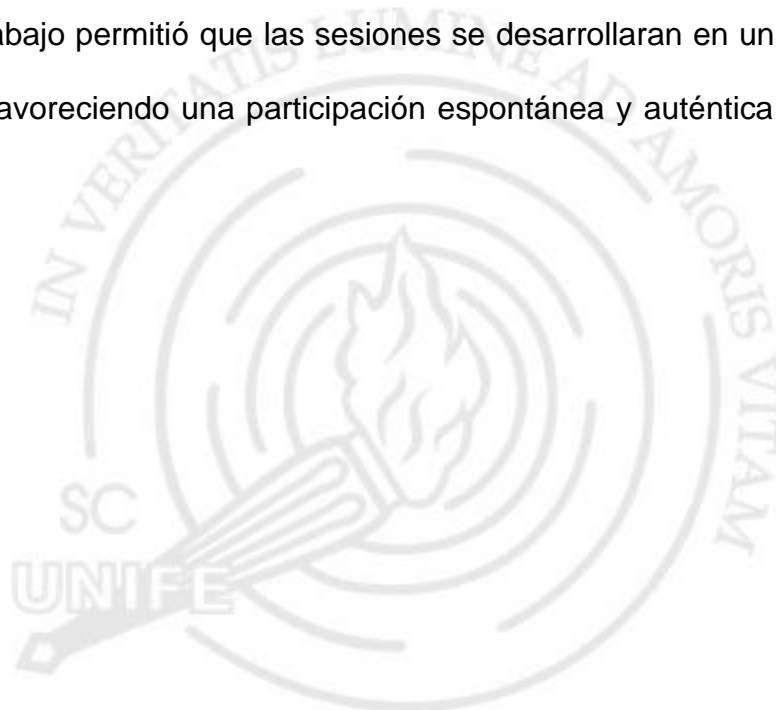 abajo permitió que las sesiones se desarrollaran en un
avoreciendo una participación espontánea y auténtica
IN VERITATIS LUMINE AD AMORIS VITAM
SC
UNIFE